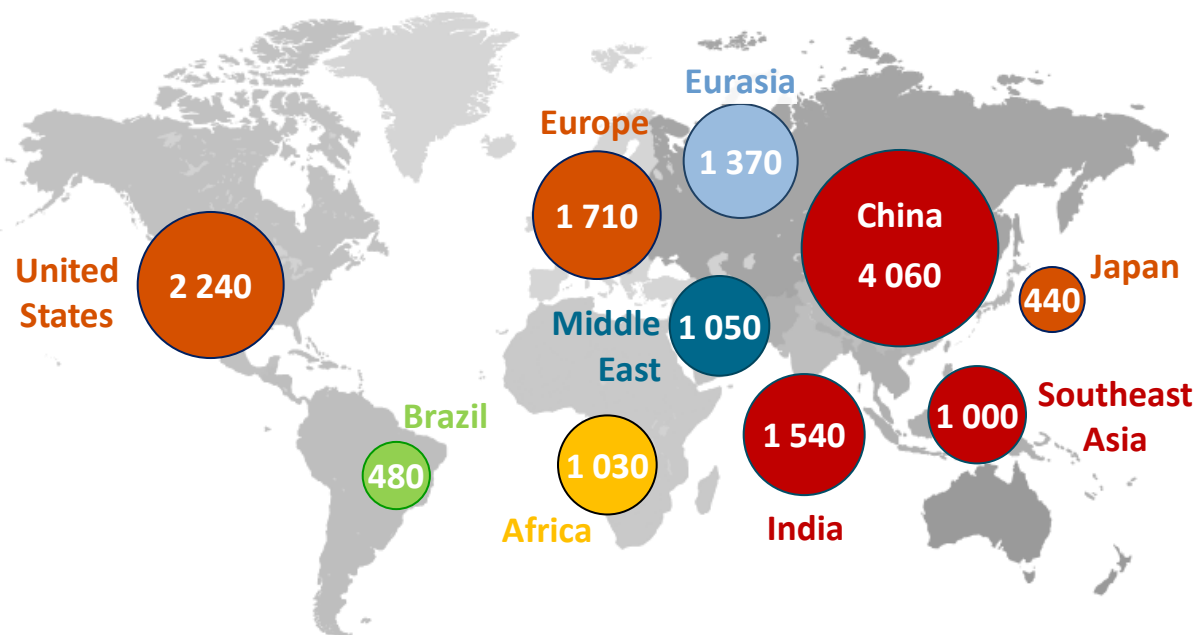 Eurasia
1 370
Europe
1 710
China
4 060
United
States
2 240
Japan
440
Middle
East
1 050
Brazil
480
Africa
1 030
India
1 540
Southeast
Asia
1 000